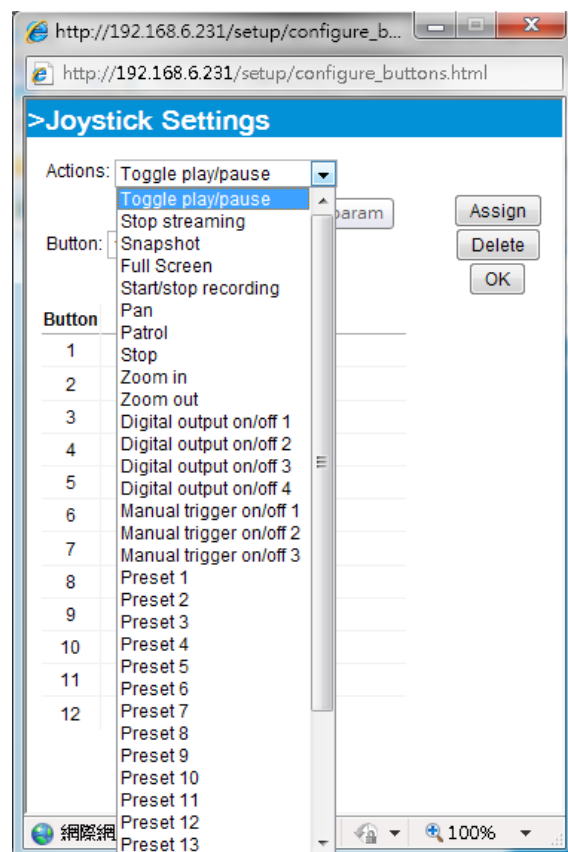 http://192.168.6.231/setup/configure_b...
http://192.168.6.231/setup/configure_buttons.html
>Joystick Settings
Actions: Toggle play/pause
Toggle play/pause
Stop streaming
Snapshot
Full Screen
Start/stop recording
Pan
Patrol
Stop
Zoom in
Zoom out
Digital output on/off 1
Digital output on/off 2
Digital output on/off 3
Digital output on/off 4
Manual trigger on/off 1
Manual trigger on/off 2
Manual trigger on/off 3
Preset 1
Preset 2
Preset 3
Preset 4
Preset 5
Preset 6
Preset 7
Preset 8
Preset 9
Preset 10
Preset 11
Preset 12
Preset 13
param
Assign
Button:
Delete
OK
Button
1
2
3
4
5
6
7
8
9
10
11
12
網際網
100%